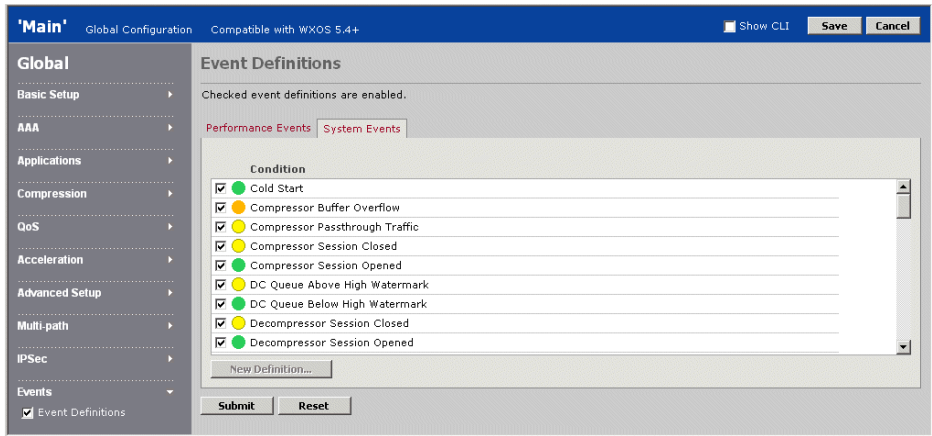 'Main' Global Configuration Compatible with WXOS 5.4+ Show CLI Save Cancel
Global
Basic Setup
AAA
Applications
Compression
QoS
Acceleration
Advanced Setup
Multi-path
IPSec
Events
Event Definitions
Event Definitions
Checked event definitions are enabled.
Performance Events System Events
Condition
Cold Start
Compressor Buffer Overflow
Compressor Passthrough Traffic
Compressor Session Closed
Compressor Session Opened
DC Queue Above High Watermark
DC Queue Below High Watermark
Decompressor Session Closed
Decompressor Session Opened
New Definition...
Submit Reset